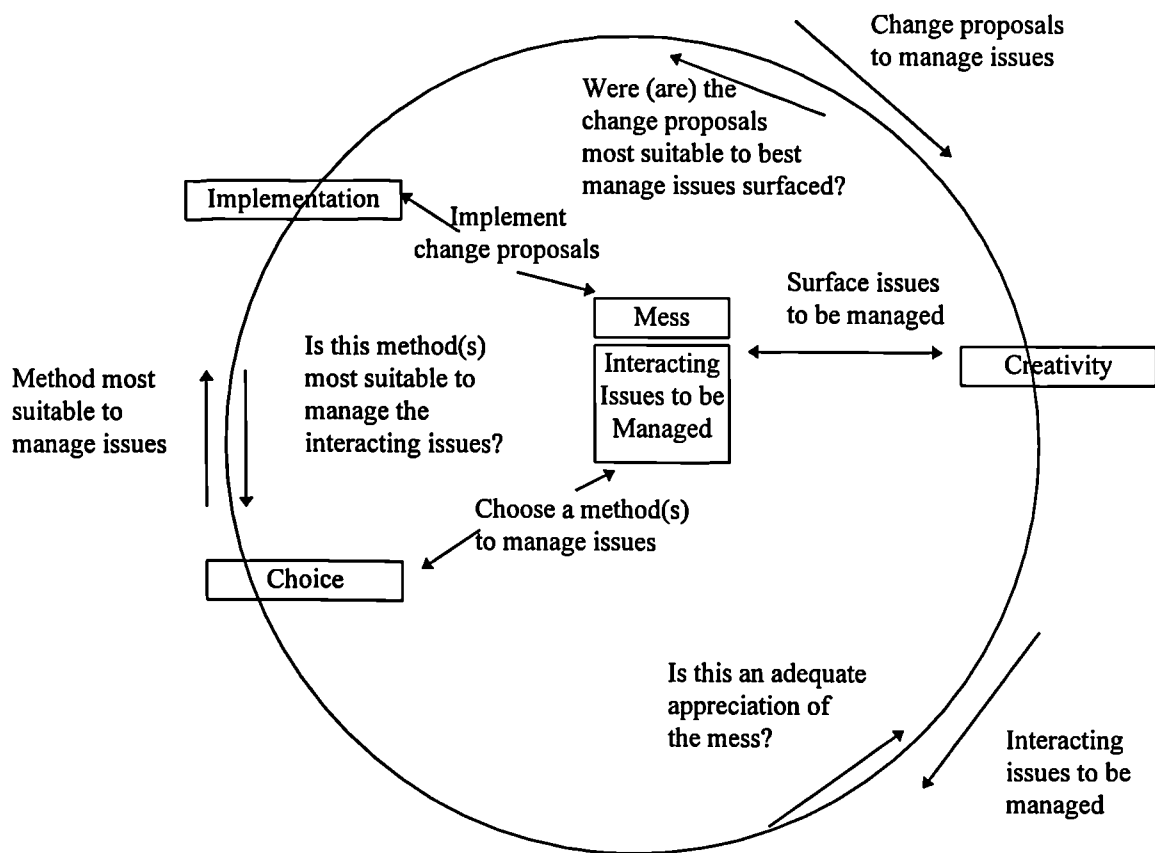 Change proposals
to manage issues
Were (are) the
change proposals
most suitable to best
manage issues surfaced?
Implementation
Implement
change proposals
Surface issues
to be managed
Mess
Interacting
Issues to be
Managed
Creativity
Is this method(s)
most suitable to
manage the
interacting issues?
Method most
suitable to
manage issues
Choose a method(s)
to manage issues
Choice
Is this an adequate
appreciation of
the mess?
Interacting
issues to be
managed